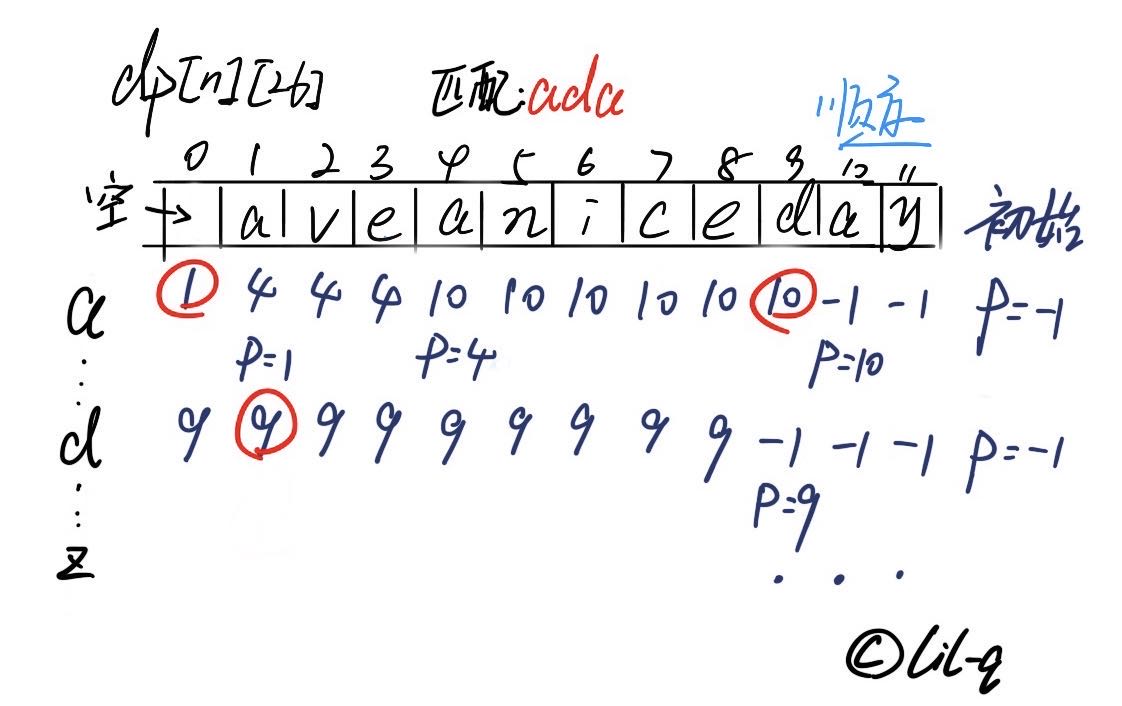 dp[n][26] 匹配:ada 顺序
0 1 2 3 4 5 6 7 8 9 10 11
空 → a v e a n i c e d a y 初始
a 1 4 4 4 10 10 10 10 10 10 -1 -1 P=-1
P=1 P=4 P=10
d 9 9 9 9 9 9 9 9 9 -1 -1 -1 P=-1
P=9
z
...
©lil-q